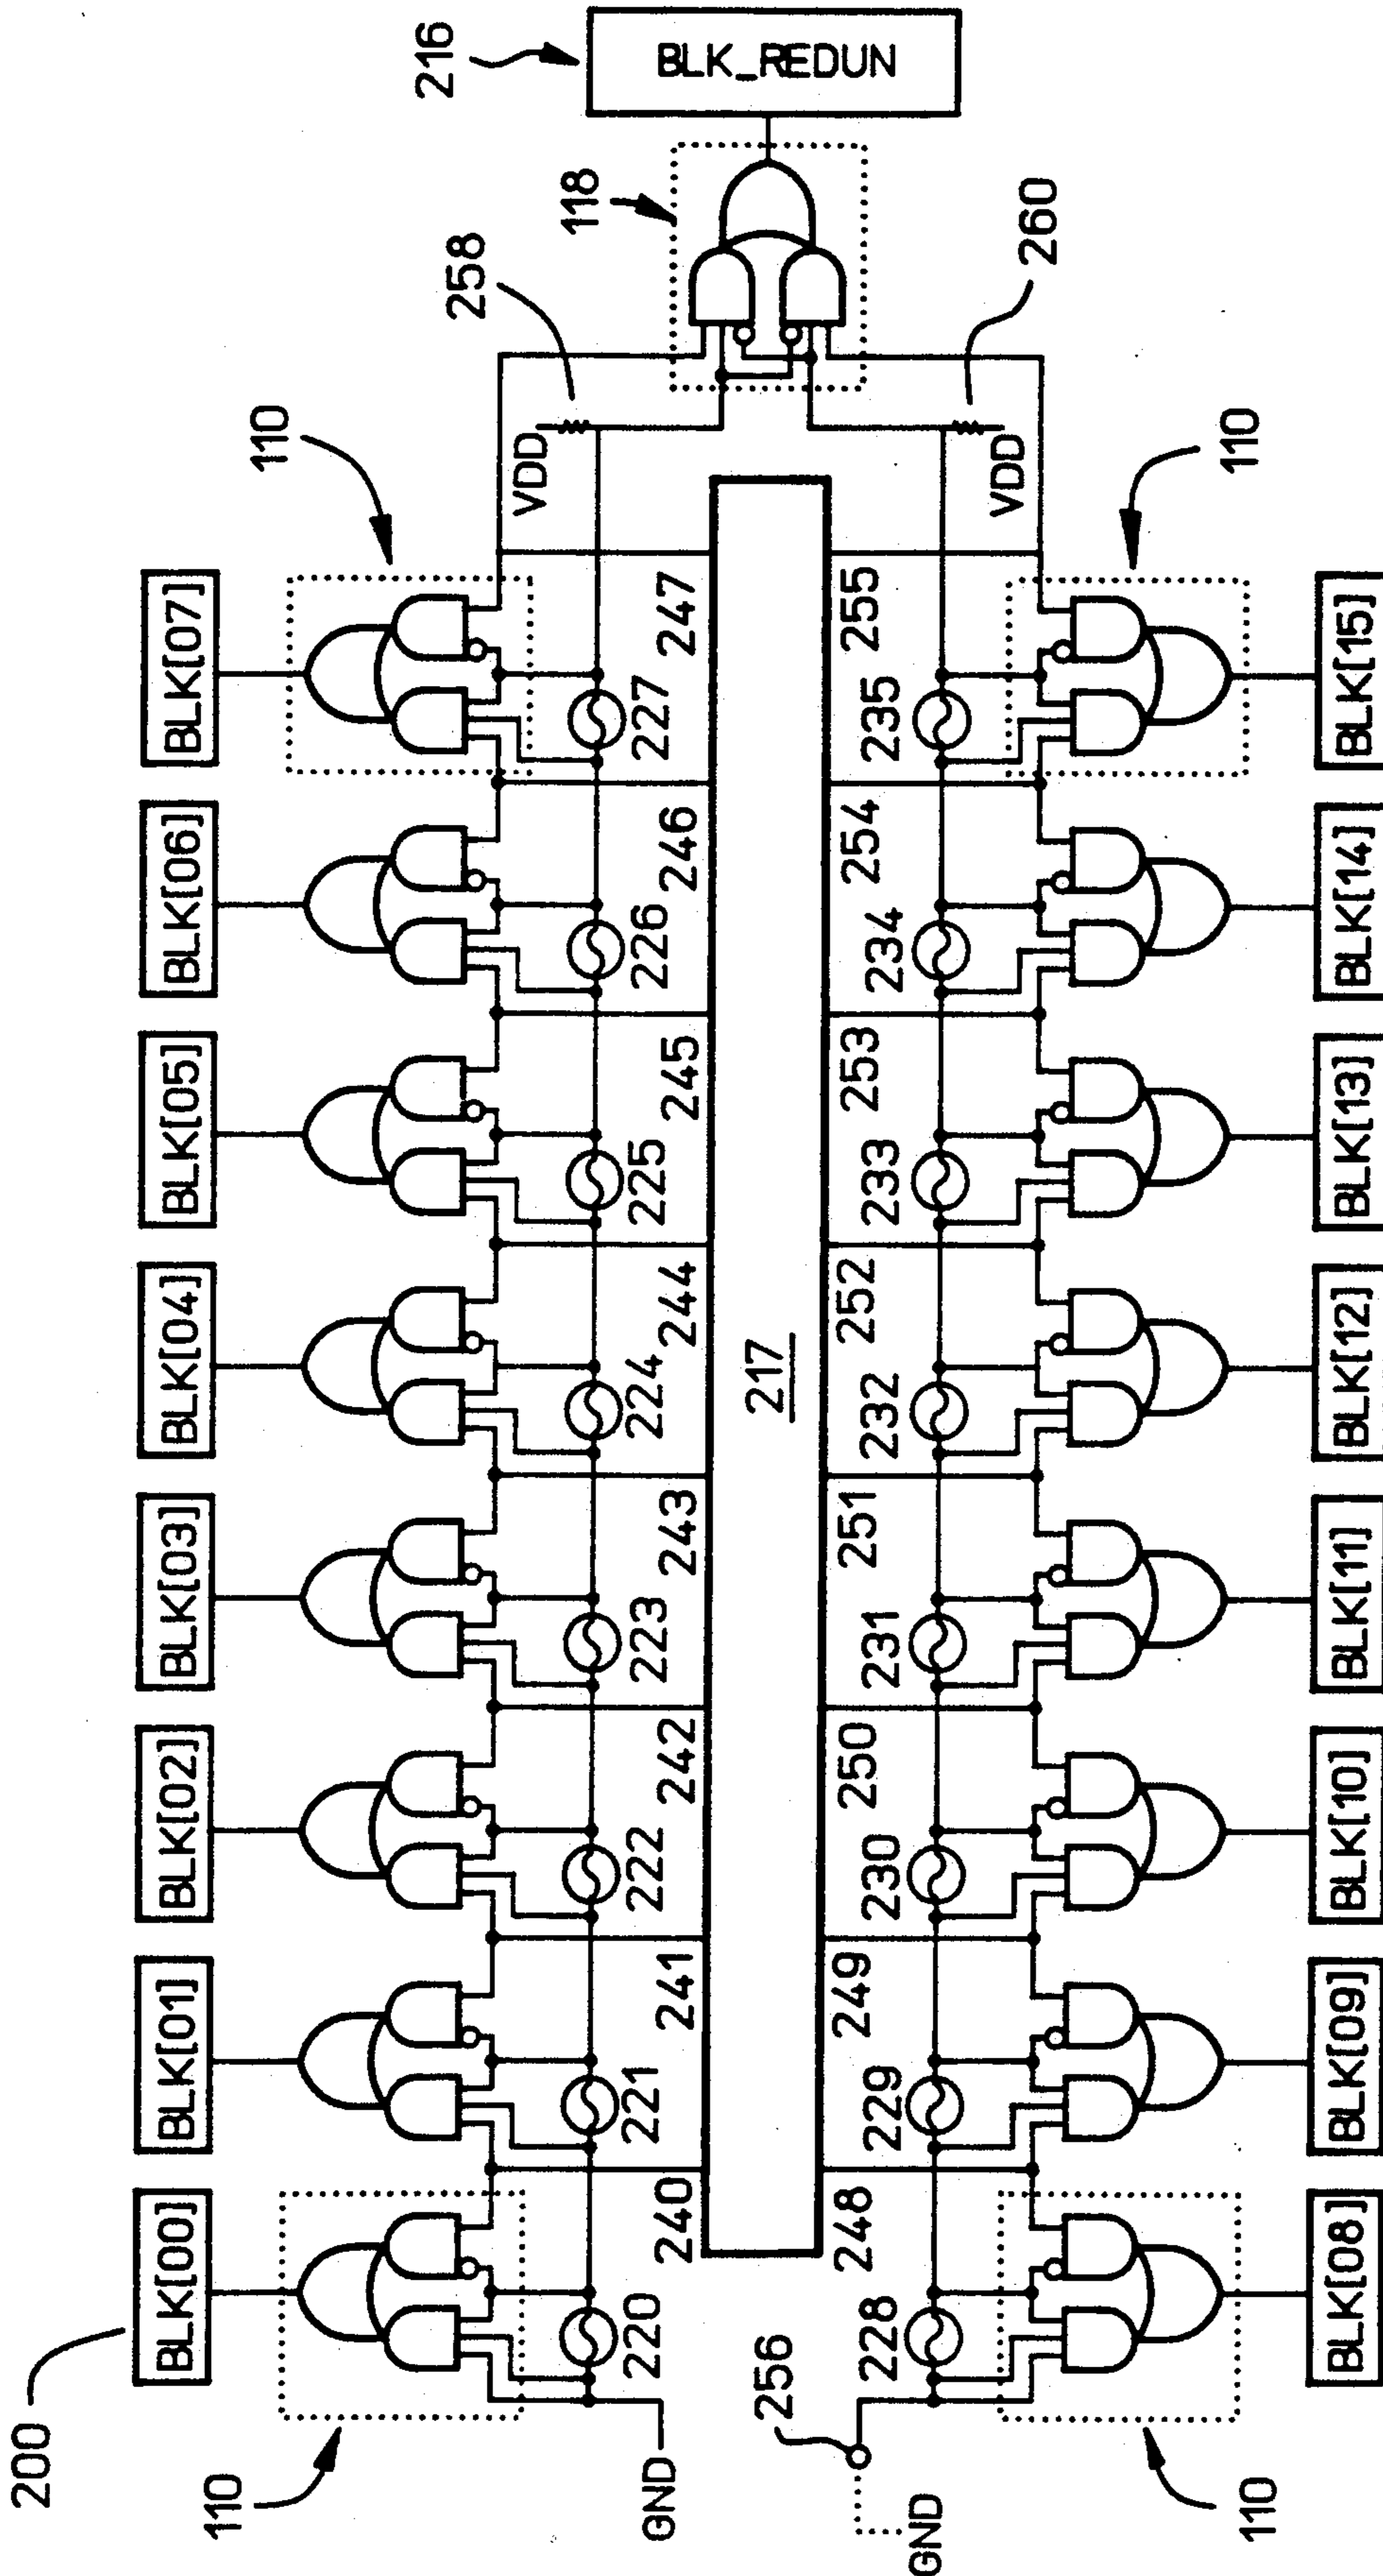 200
BLK[00]
BLK[01]
BLK[02]
BLK[03]
BLK[04]
BLK[05]
BLK[06]
BLK[07]
110
110
258
118
216
BLK_REDUN
GND
220
221
222
223
224
225
226
227
VDD
240
241
242
243
244
245
246
247
217
248
249
250
251
252
253
254
255
256
228
229
230
231
232
233
234
235
VDD
260
GND
110
110
BLK[08]
BLK[09]
BLK[10]
BLK[11]
BLK[12]
BLK[13]
BLK[14]
BLK[15]